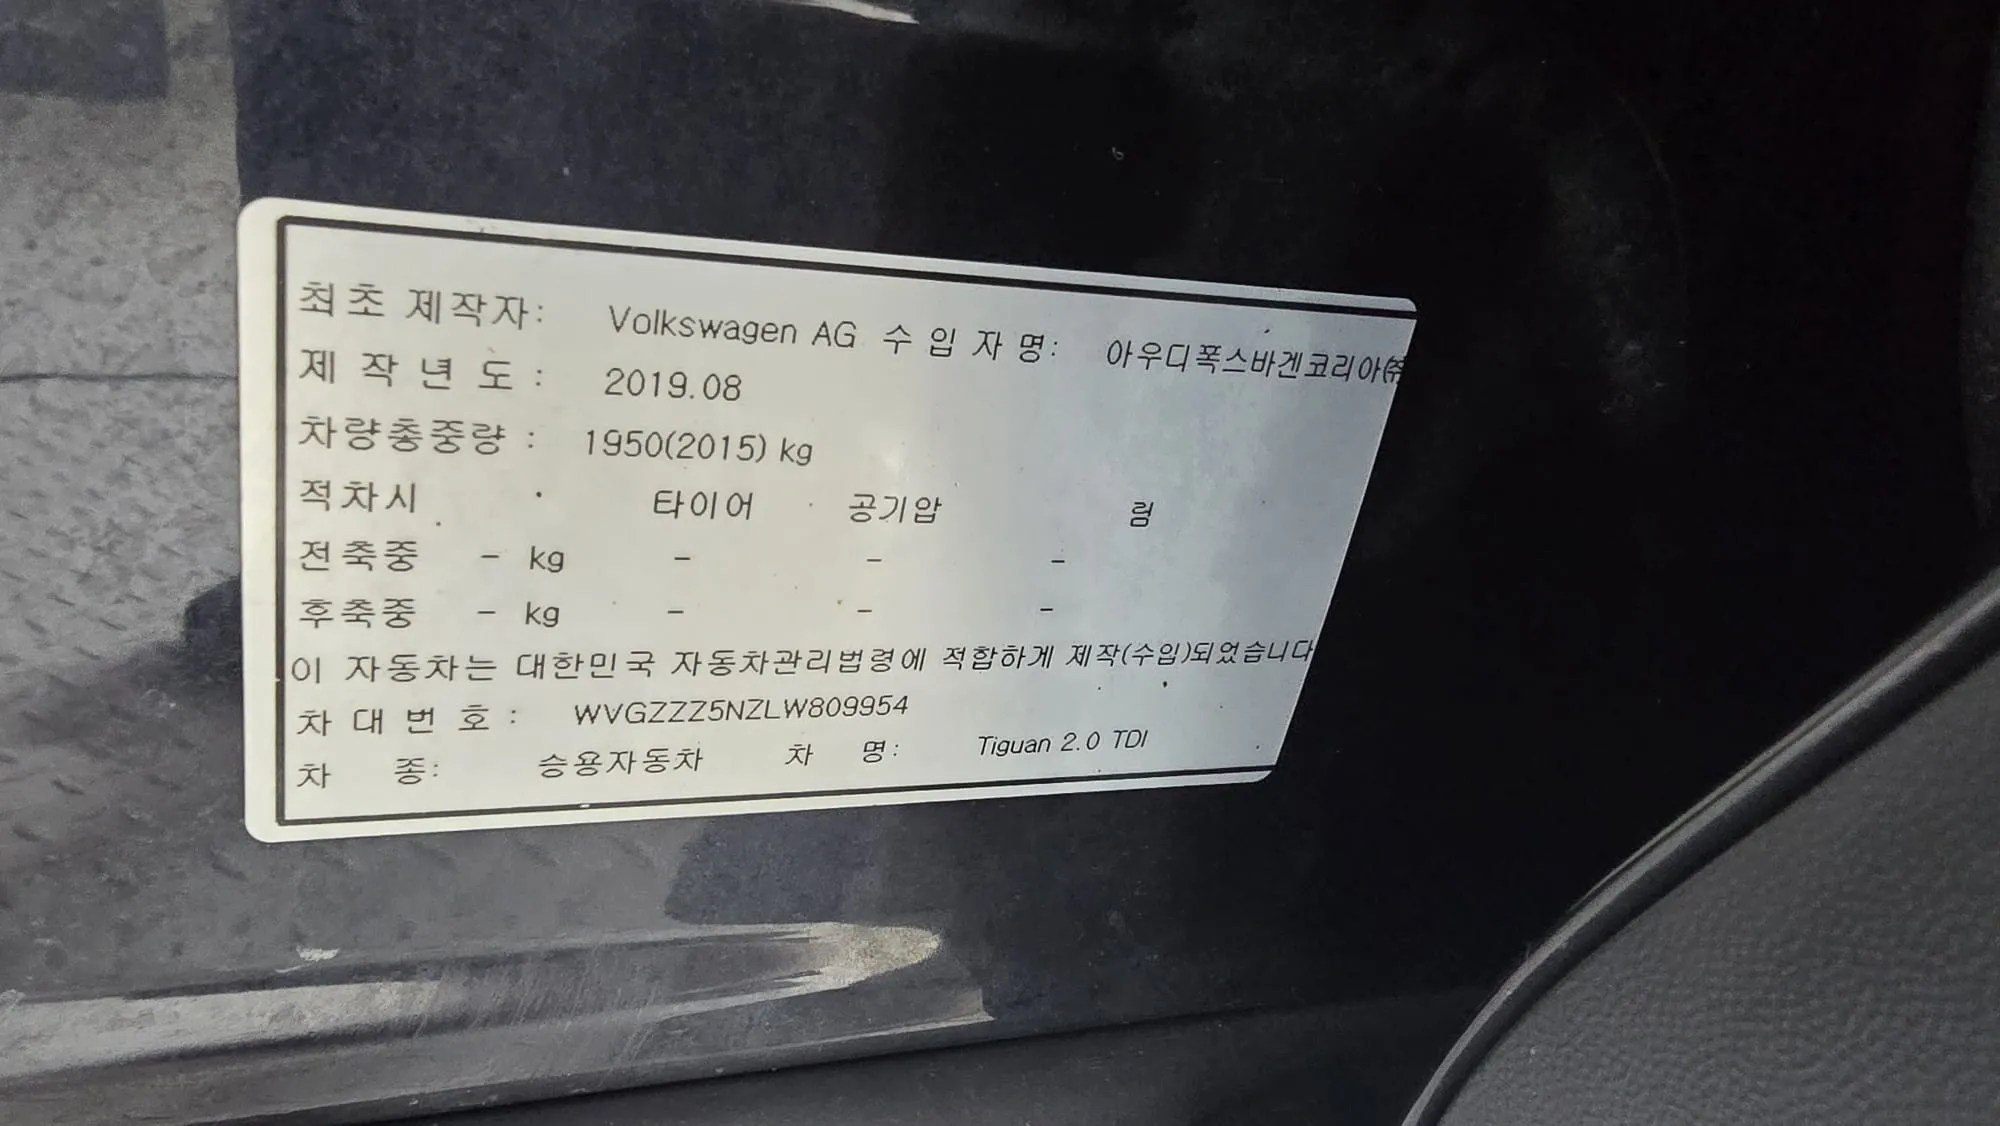 최초 제작자: Volkswagen AG 수 입 자 명: 아우디폭스바겐코리아㈜
제 작 년 도 : 2019.08
차량총중량 : 1950(2015) kg
적차시 타이어 공기압 림
전축중 - kg - - -
후축중 - kg - - -
이 자동차는 대한민국 자동차관리법령에 적합하게 제작(수입)되었습니다
차 대 번 호 : WVGZZZ5NZLW809954
차 종: 승용자동차 차 명: Tiguan 2.0 TDI